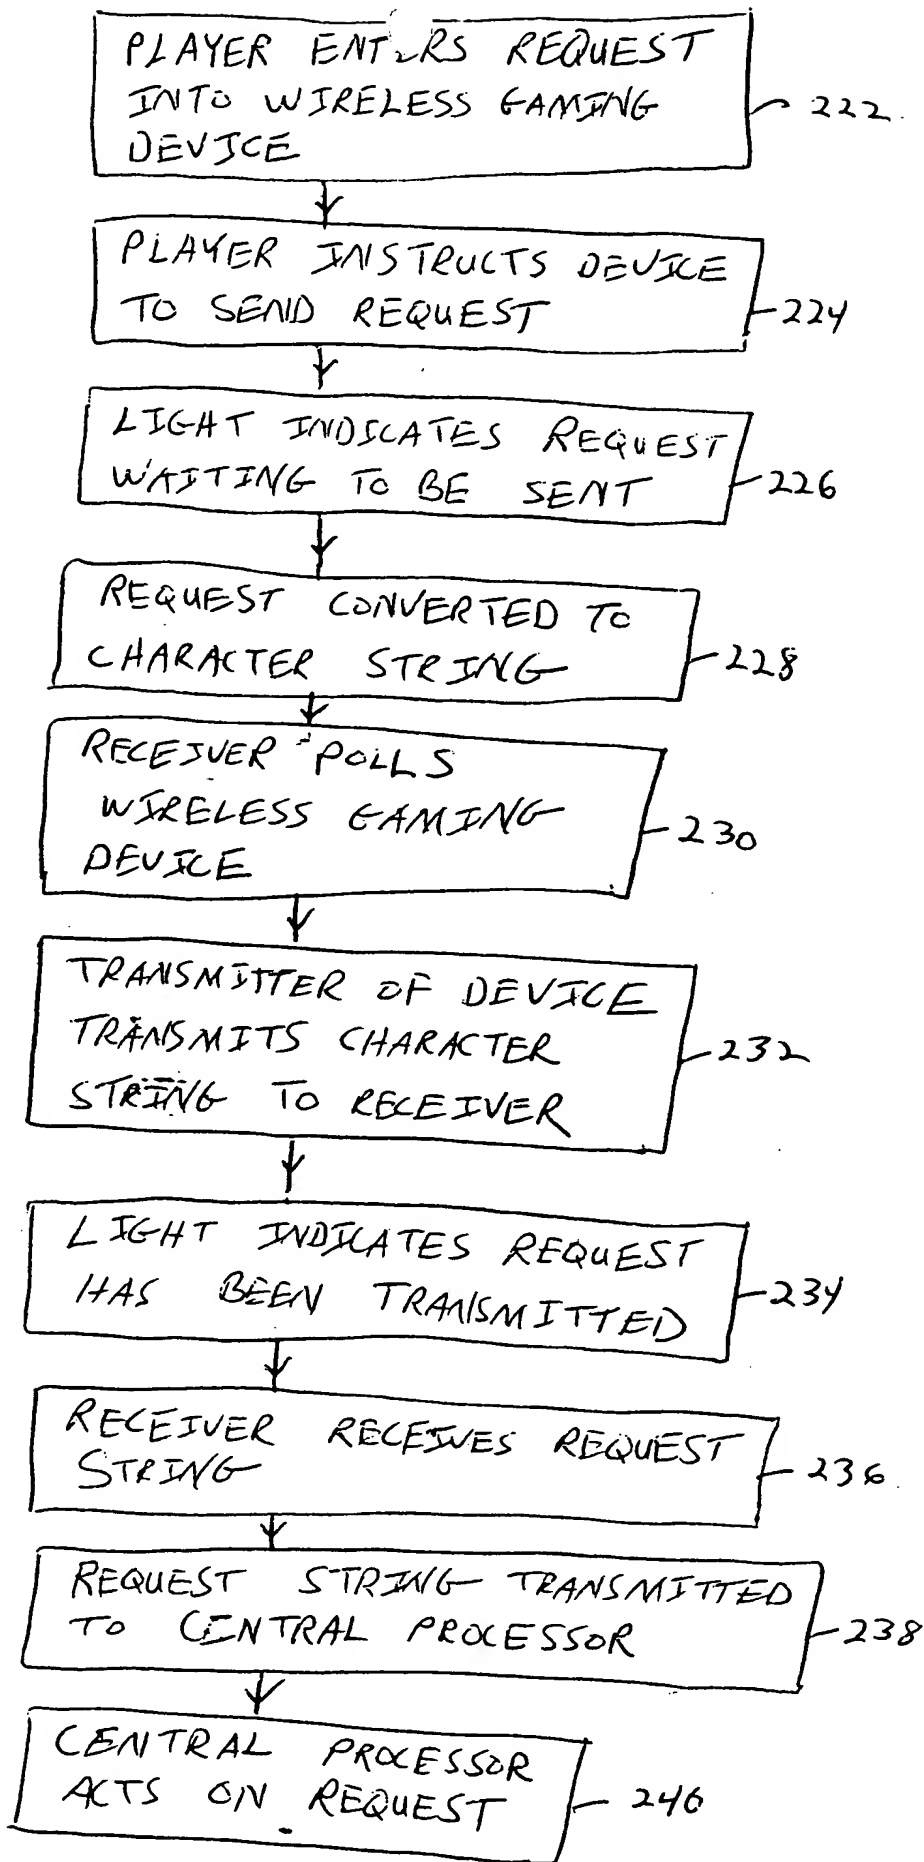 PLAYER ENTERS REQUEST
INTO WIRELESS GAMING
DEVICE
222
PLAYER INSTRUCTS DEVICE
TO SEND REQUEST
224
LIGHT INDICATES REQUEST
WAITING TO BE SENT
226
REQUEST CONVERTED TO
CHARACTER STRING
228
RECEIVER POLLS
WIRELESS GAMING
DEVICE
230
TRANSMITTER OF DEVICE
TRANSMITS CHARACTER
STRING TO RECEIVER
232
LIGHT INDICATES REQUEST
HAS BEEN TRANSMITTED
234
RECEIVER RECEIVES REQUEST
STRING
236
REQUEST STRING TRANSMITTED
TO CENTRAL PROCESSOR
238
CENTRAL PROCESSOR
ACTS ON REQUEST
240